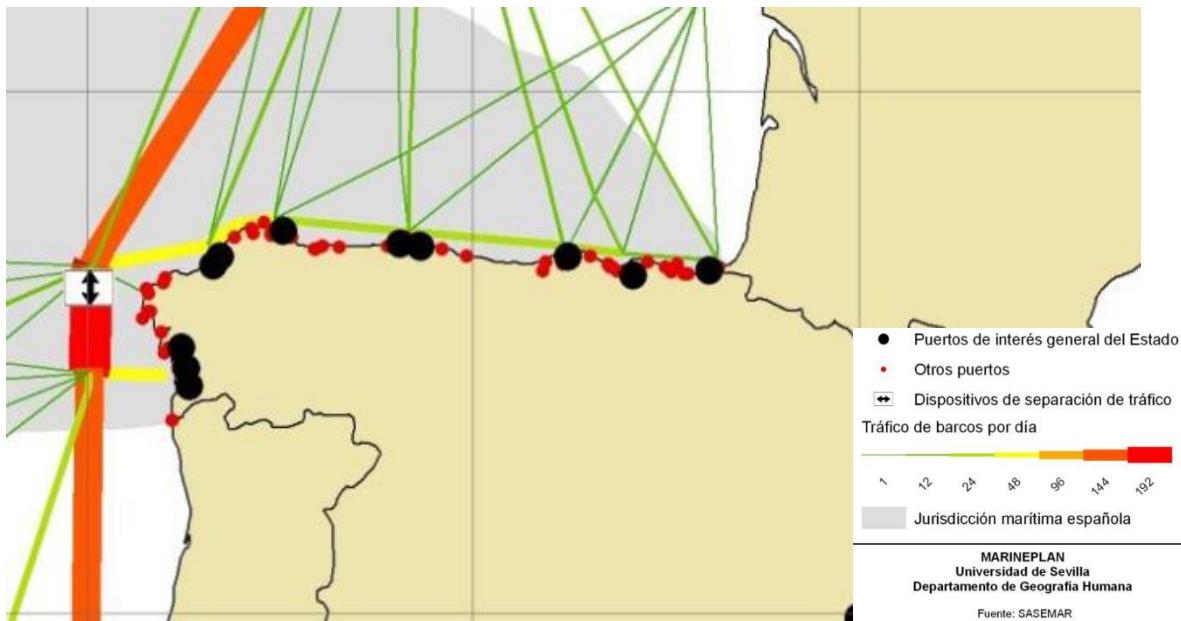 Puertos de interés general del Estado
Otros puertos
Dispositivos de separación de tráfico
Tráfico de barcos por día
1 12 24 48 96 144 192
Jurisdicción marítima española
MARINEPLAN
Universidad de Sevilla
Departamento de Geografía Humana
Fuente: SASEMAR